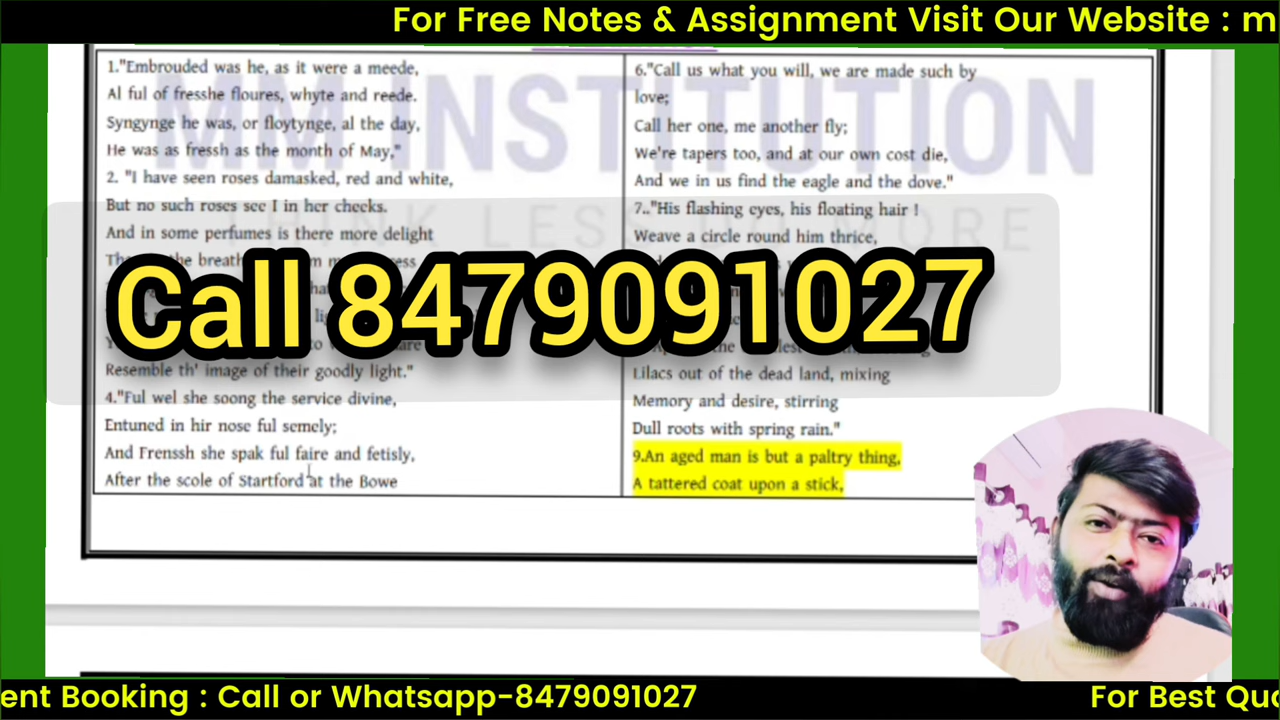 For Free Notes & Assignment Visit Our Website : m
1."Embrouded was he, as it were a meede,
Al ful of fresshe floures, whyte and reede.
Syngynge he was, or floytynge, al the day,
He was as fressh as the month of May,"
2. "I have seen roses damasked, red and white,
But no such roses see I in her cheeks.
And in some perfumes is there more delight
the breath
Resemble th' image of their goodly light."
4."Ful wel she soong the service divine,
Entuned in hir nose ful semely;
And Frenssh she spak ful faire and fetisly,
After the scole of Startford at the Bowe
6."Call us what you will, we are made such by
love;
Call her one, me another fly;
We're tapers too, and at our own cost die,
And we in us find the eagle and the dove."
7.."His flashing eyes, his floating hair !
Weave a circle round him thrice,
Lilacs out of the dead land, mixing
Memory and desire, stirring
Dull roots with spring rain."
9.An aged man is but a paltry thing,
A tattered coat upon a stick,
INSTITUTION
Call 8479091027
ent Booking : Call or Whatsapp-8479091027
For Best Qua